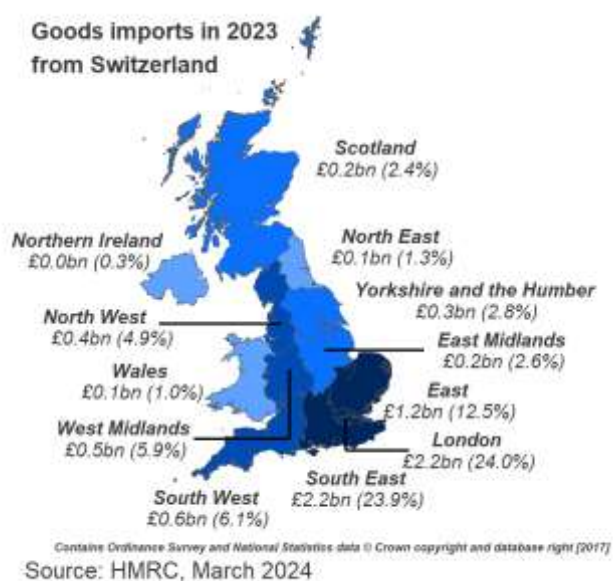 Goods imports in 2023
from Switzerland
Scotland
£0.2bn (2.4%)
Northern Ireland
£0.0bn (0.3%)
North East
£0.1bn (1.3%)
Yorkshire and the Humber
£0.3bn (2.8%)
North West
£0.4bn (4.9%)
East Midlands
£0.2bn (2.6%)
Wales
£0.1bn (1.0%)
East
£1.2bn (12.5%)
West Midlands
£0.5bn (5.9%)
London
£2.2bn (24.0%)
South East
£2.2bn (23.9%)
South West
£0.6bn (6.1%)
Contains Ordinance Survey and National Statistics data © Crown copyright and database right [2017]
Source: HMRC, March 2024